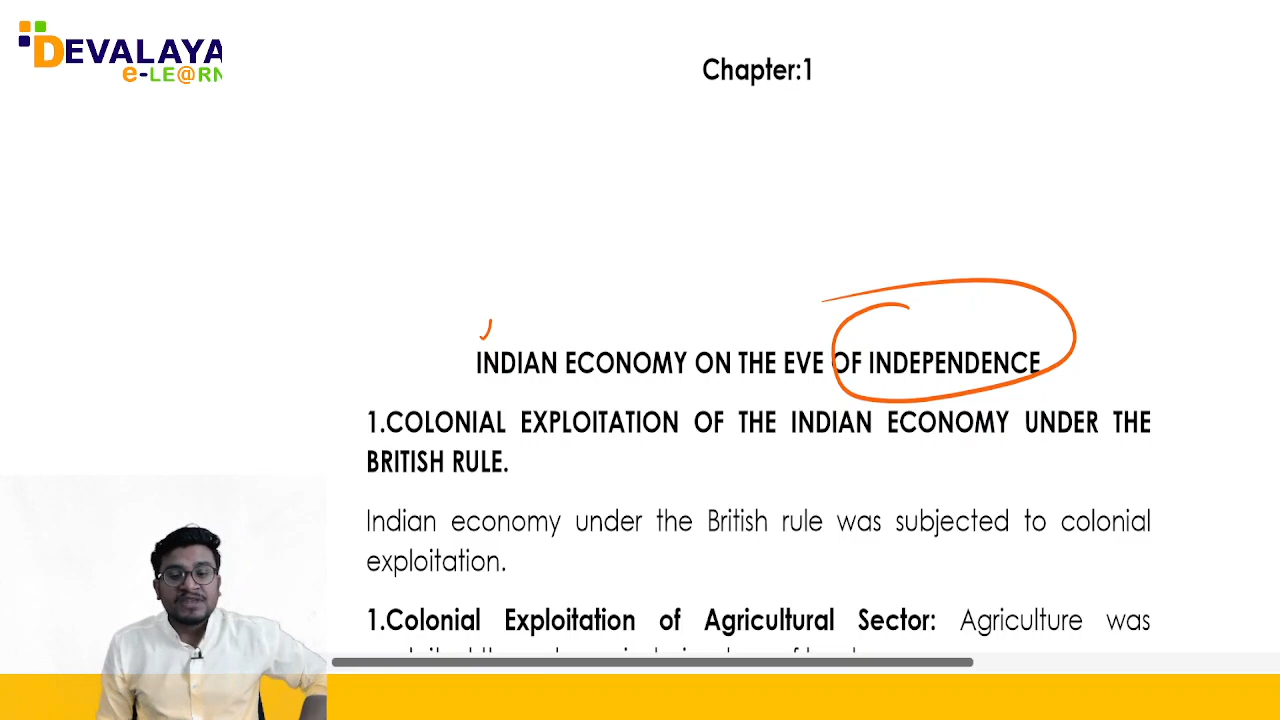 DEVALAYA
e-LE@RN
Chapter:1
INDIAN ECONOMY ON THE EVE OF INDEPENDENCE
1.COLONIAL EXPLOITATION OF THE INDIAN ECONOMY UNDER THE
BRITISH RULE.
Indian economy under the British rule was subjected to colonial
exploitation.
1.Colonial Exploitation of Agricultural Sector: Agriculture was